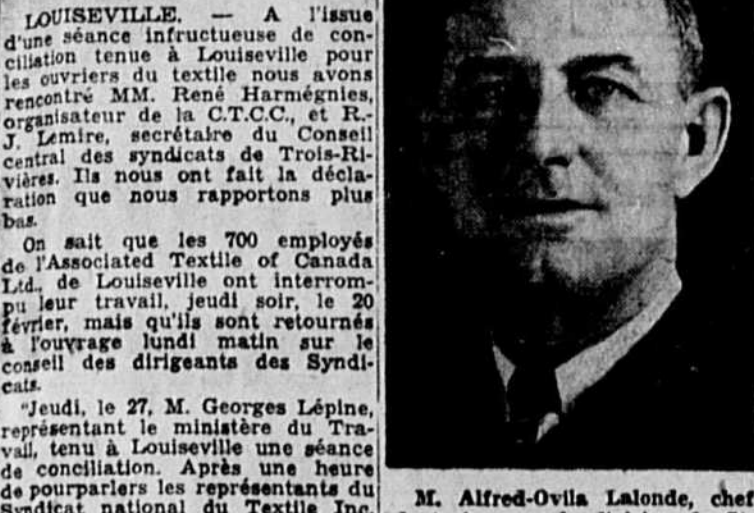 LOUISEVILLE. — A l'issue
d'une séance infructueuse de con-
ciliation tenue à Louiseville pour
les ouvriers du textile nous avons
rencontré MM. René Harmégnies,
organisateur de la C.T.C.C., et R.-
J. Lemire, secrétaire du Conseil
central des syndicats de Trois-Ri-
vières. Ils nous ont fait la décla-
ration que nous rapportons plus
bas.
On sait que les 700 employés
de l'Associated Textile of Canada
Ltd., de Louiseville ont interrom-
pu leur travail, jeudi soir, le 20
février, mais qu'ils sont retournés
à l'ouvrage lundi matin sur le
conseil des dirigeants des Syndi-
cats.
"Jeudi, le 27, M. Georges Lépine,
représentant le ministère du Tra-
vail, tenu à Louiseville une séance
de conciliation. Après une heure
de pourparlers les représentants du
Syndicat national du Textile Inc.
M. Alfred-Ovila Lalonde, chef